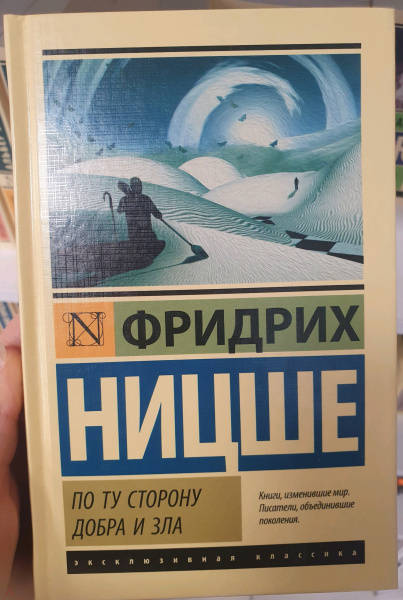 N
ФРИДРИХ
НИЦШЕ
ПО ТУ СТОРОНУ
ДОБРА И ЗЛА
Книги, изменившие мир.
Писатели, объединившие
поколения.
эксклюзивная классика